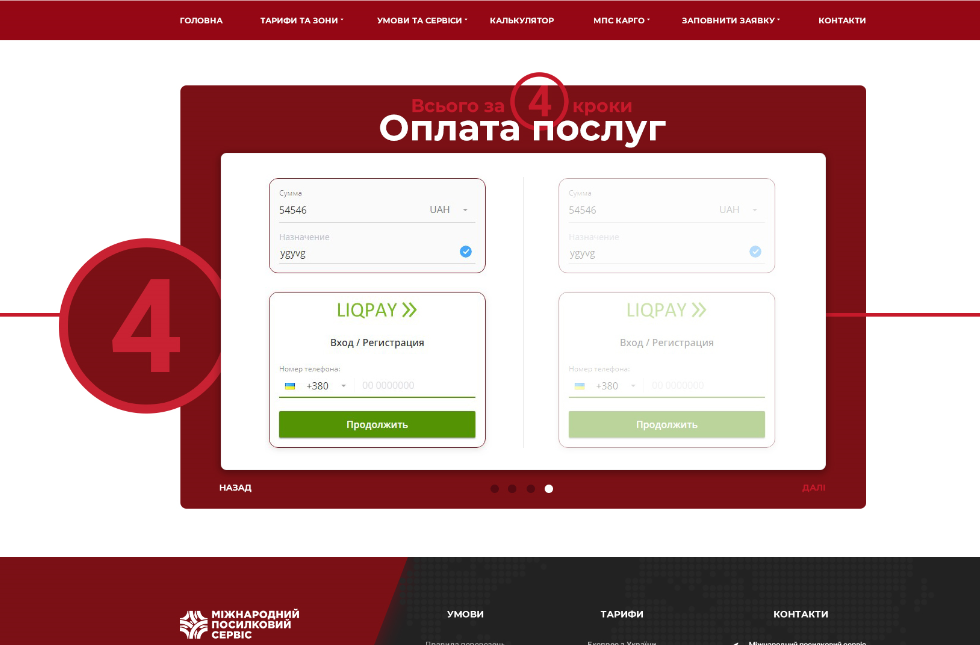 ГОЛОВНА
ТАРИФИ ТА ЗОНИ
УМОВИ ТА СЕРВІСИ
КАЛЬКУЛЯТОР
МПС КАРГО
ЗАПОВНИТИ ЗАЯВКУ
КОНТАКТИ
Всього за 4 кроки
Оплата послуг
4
Сумма
54546 UAH
Назначение
ygyvg
LIQPAY
Вход / Регистрация
Номер телефона:
+380 00 0000000
Продолжить
Сумма
54546 UAH
Назначение
ygyvg
LIQPAY
Вход / Регистрация
Номер телефона:
+380 00 0000000
Продолжить
НАЗАД
ДАЛІ
МІЖНАРОДНИЙ
ПОСИЛКОВИЙ
СЕРВІС
УМОВИ
ТАРИФИ
КОНТАКТИ
Міжнародний посилковий сервіс